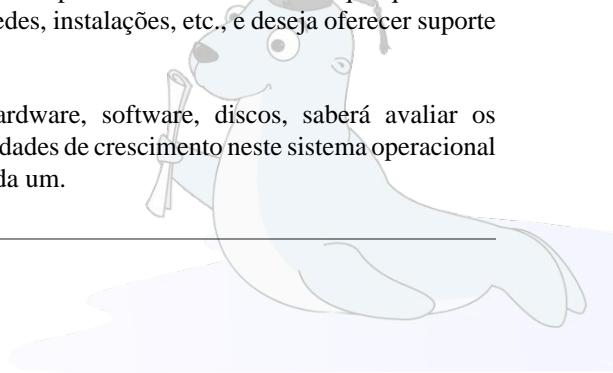 edes, instalações, etc., e deseja oferecer suporte
ardware, software, discos, saberá avaliar os
dades de crescimento neste sistema operacional
da um.